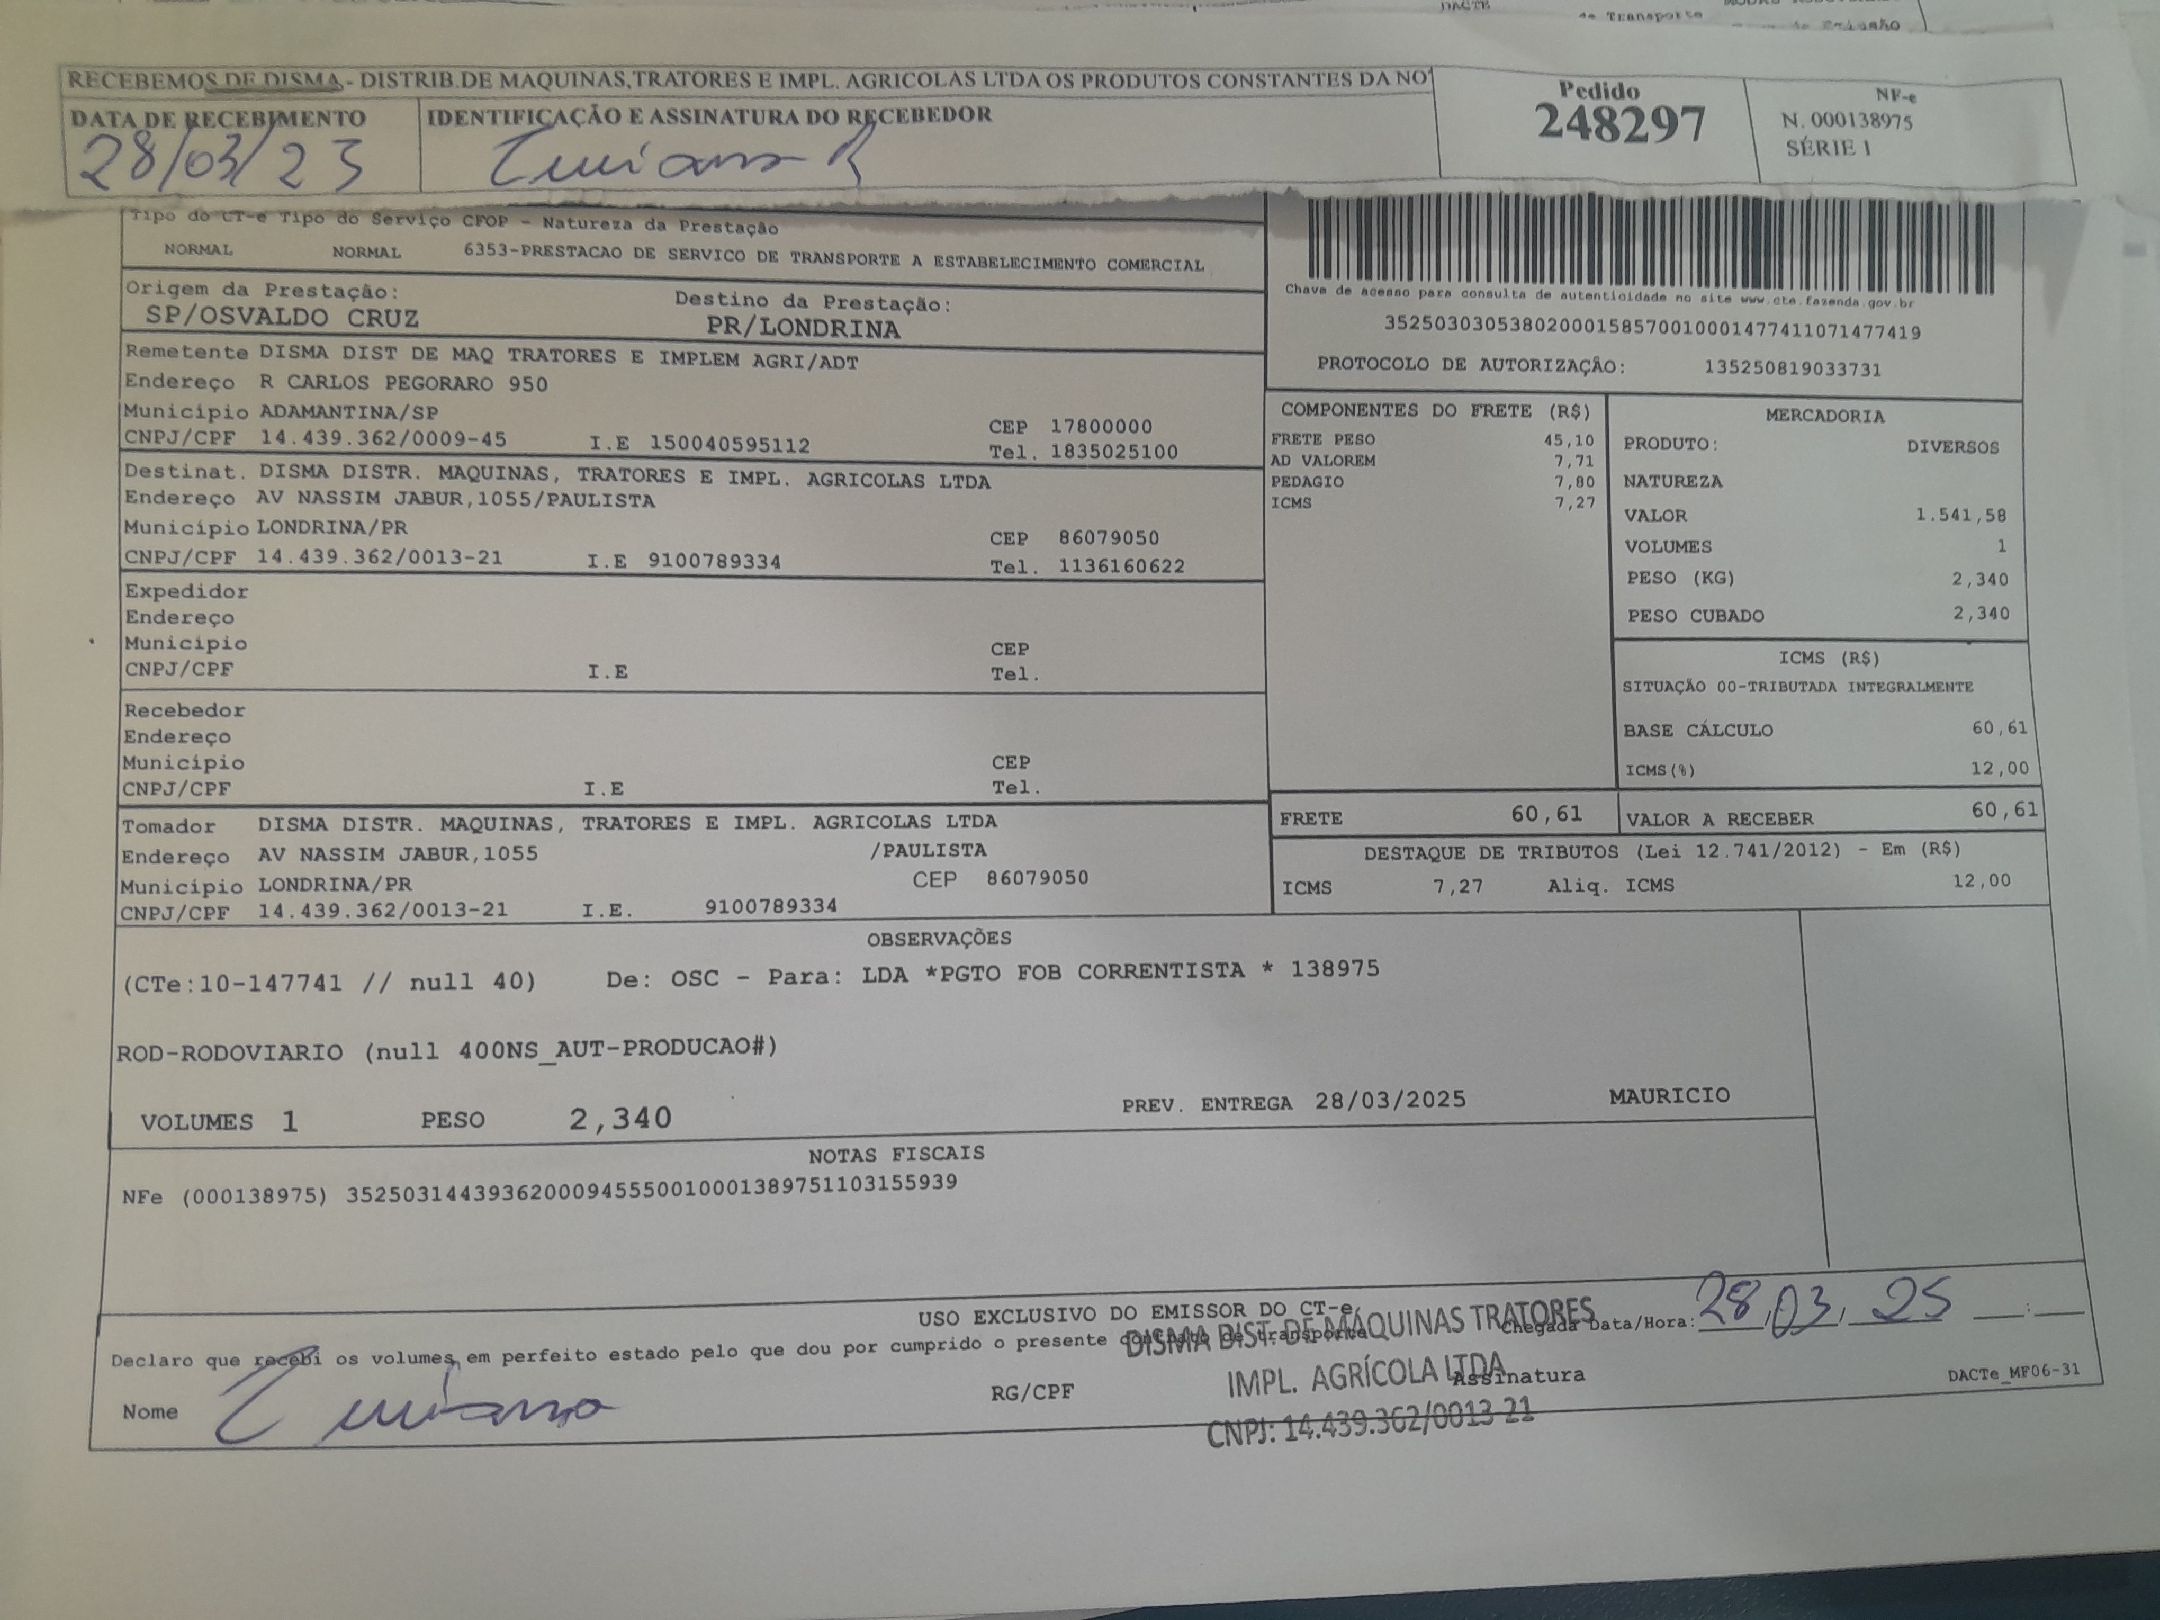 DACTE
de Transporte
RECEBEMOS DE DISMA - DISTRIB.DE MAQUINAS,TRATORES E IMPL. AGRICOLAS LTDA OS PRODUTOS CONSTANTES DA NO
DATA DE RECEBIMENTO IDENTIFICAÇÃO E ASSINATURA DO RECEBEDOR
28/03/23
Pedido
248297
NF-e
N. 000138975
SÉRIE 1
Tipo do CT-e Tipo do Serviço CFOP - Natureza da Prestação
NORMAL NORMAL 6353-PRESTACAO DE SERVICO DE TRANSPORTE A ESTABELECIMENTO COMERCIAL
Origem da Prestação: Destino da Prestação:
SP/OSVALDO CRUZ PR/LONDRINA
Chave de acesso para consulta de autenticidade no site www.cte.fazenda.gov.br
35250303053802000158570010001477411071477419
PROTOCOLO DE AUTORIZAÇÃO: 135250819033731
Remetente DISMA DIST DE MAQ TRATORES E IMPLEM AGRI/ADT
Endereço R CARLOS PEGORARO 950
Município ADAMANTINA/SP CEP 17800000
CNPJ/CPF 14.439.362/0009-45 I.E 150040595112 Tel. 1835025100
Destinat. DISMA DISTR. MAQUINAS, TRATORES E IMPL. AGRICOLAS LTDA
Endereço AV NASSIM JABUR,1055/PAULISTA
Município LONDRINA/PR CEP 86079050
CNPJ/CPF 14.439.362/0013-21 I.E 9100789334 Tel. 1136160622
Expedidor
Endereço
Município CEP
CNPJ/CPF I.E Tel.
Recebedor
Endereço
Município CEP
CNPJ/CPF I.E Tel.
Tomador DISMA DISTR. MAQUINAS, TRATORES E IMPL. AGRICOLAS LTDA
Endereço AV NASSIM JABUR,1055 /PAULISTA
Município LONDRINA/PR CEP 86079050
CNPJ/CPF 14.439.362/0013-21 I.E. 9100789334
COMPONENTES DO FRETE (R$)
FRETE PESO 45,10
AD VALOREM 7,71
PEDAGIO 7,80
ICMS 7,27
MERCADORIA
PRODUTO: DIVERSOS
NATUREZA
VALOR 1.541,58
VOLUMES 1
PESO (KG) 2,340
PESO CUBADO 2,340
ICMS (R$)
SITUAÇÃO 00-TRIBUTADA INTEGRALMENTE
BASE CÁLCULO 60,61
ICMS(%) 12,00
FRETE 60,61 VALOR A RECEBER 60,61
DESTAQUE DE TRIBUTOS (Lei 12.741/2012) - Em (R$)
ICMS 7,27 Aliq. ICMS 12,00
OBSERVAÇÕES
(CTe:10-147741 // null 40) De: OSC - Para: LDA *PGTO FOB CORRENTISTA * 138975
ROD-RODOVIARIO (null 400NS_AUT-PRODUCAO#)
VOLUMES 1 PESO 2,340 PREV. ENTREGA 28/03/2025 MAURICIO
NOTAS FISCAIS
NFe (000138975) 35250314439362000945550010001389751103155939
USO EXCLUSIVO DO EMISSOR DO CT-e
Declaro que recebi os volumes em perfeito estado pelo que dou por cumprido o presente contrato de transporte
Chegada Data/Hora: 28/03/25 :
DISMA DIST. DE MÁQUINAS TRATORES
IMPL. AGRÍCOLA LTDA
CNPJ: 14.439.362/0013-21
Nome RG/CPF Assinatura
DACTe_MF06-31